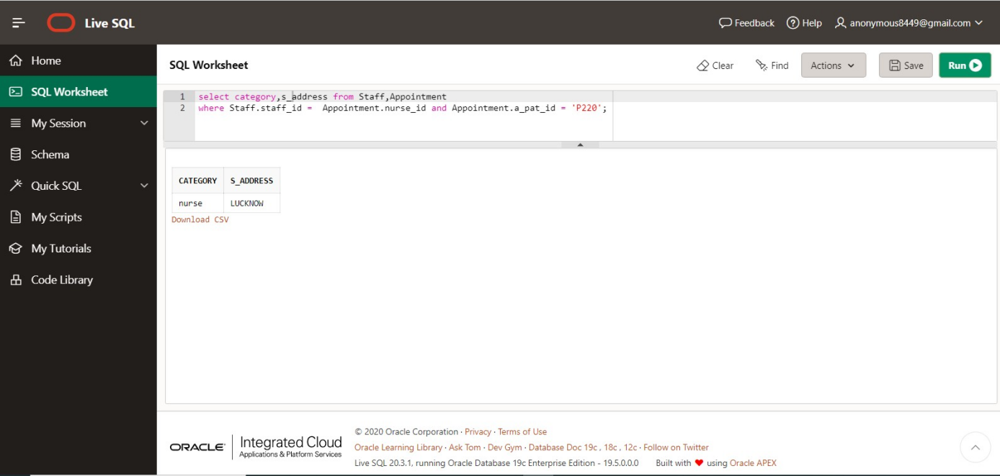 Live SQL
Feedback
Help
anonymous8449@gmail.com
Home
SQL Worksheet
My Session
Schema
Quick SQL
My Scripts
My Tutorials
Code Library
SQL Worksheet
Clear
Find
Actions
Save
Run
1 select category,s_address from Staff,Appointment
2 where Staff.staff_id =  Appointment.nurse_id and Appointment.a_pat_id = 'P220';
CATEGORY S_ADDRESS
nurse LUCKNOW
Download CSV
ORACLE
Integrated Cloud
Applications & Platform Services
© 2020 Oracle Corporation · Privacy · Terms of Use
Oracle Learning Library · Ask Tom · Dev Gym · Database Doc 19c , 18c , 12c · Follow on Twitter
Live SQL 20.3.1, running Oracle Database 19c Enterprise Edition - 19.5.0.0.0 Built with ♥ using Oracle APEX